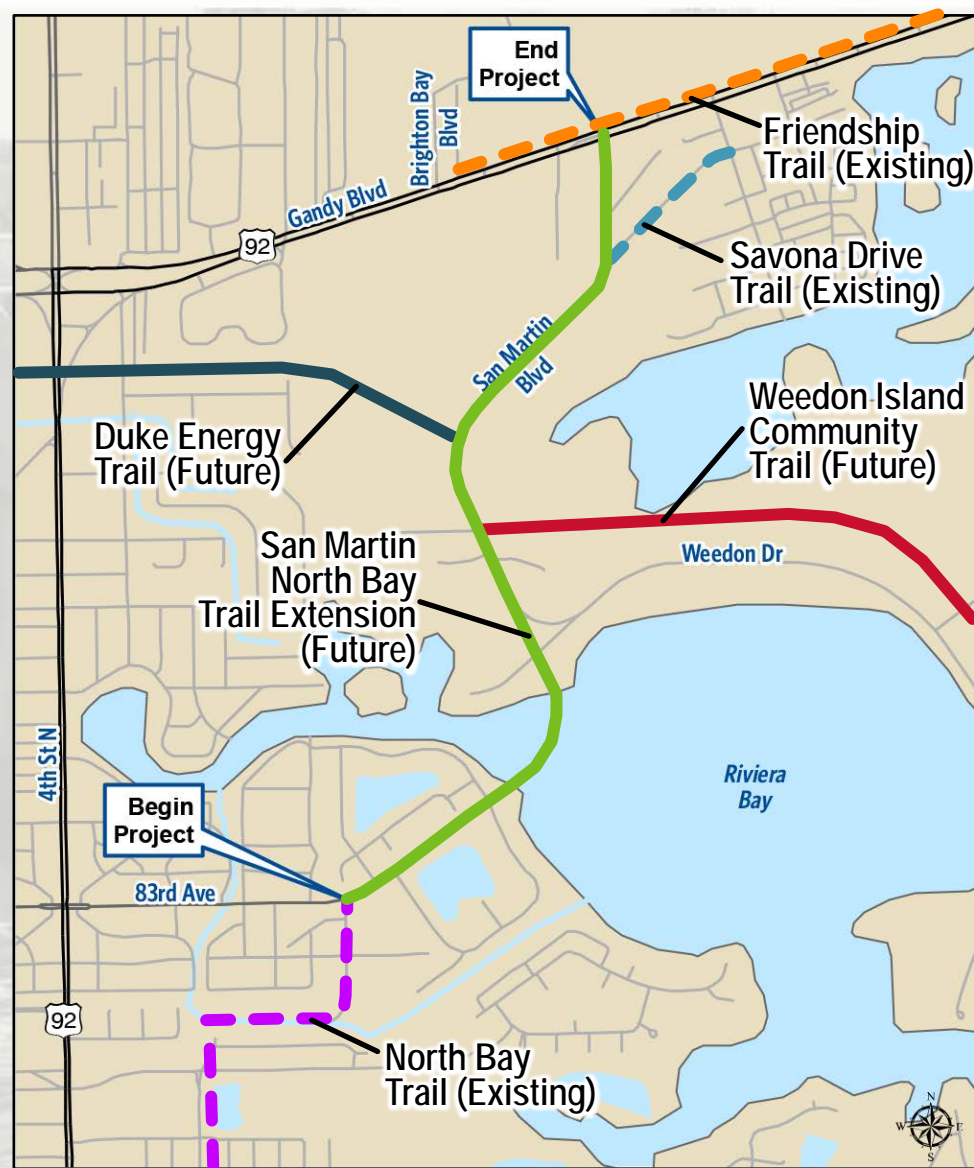 End
Project
Brighton Bay
Blvd
Friendship
Trail (Existing)
Gandy Blvd
92
Savona Drive
Trail (Existing)
San Martin
Blvd
Weedon Island
Community
Trail (Future)
Duke Energy
Trail (Future)
San Martin
North Bay
Trail Extension
(Future)
Weedon Dr
4th St N
Riviera
Bay
Begin
Project
83rd Ave
92
North Bay
Trail (Existing)
N
W
E
S